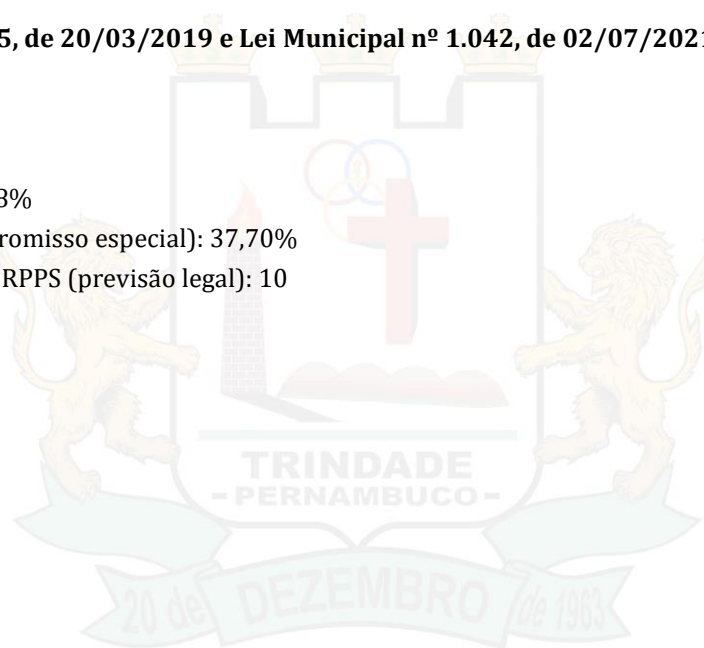 5, de 20/03/2019 e Lei Municipal nº 1.042, de 02/07/2021
8%
romisso especial): 37,70%
RPPS (previsão legal): 10
TRINDADE
- PERNAMBUCO -
20 de DEZEMBRO de 1963